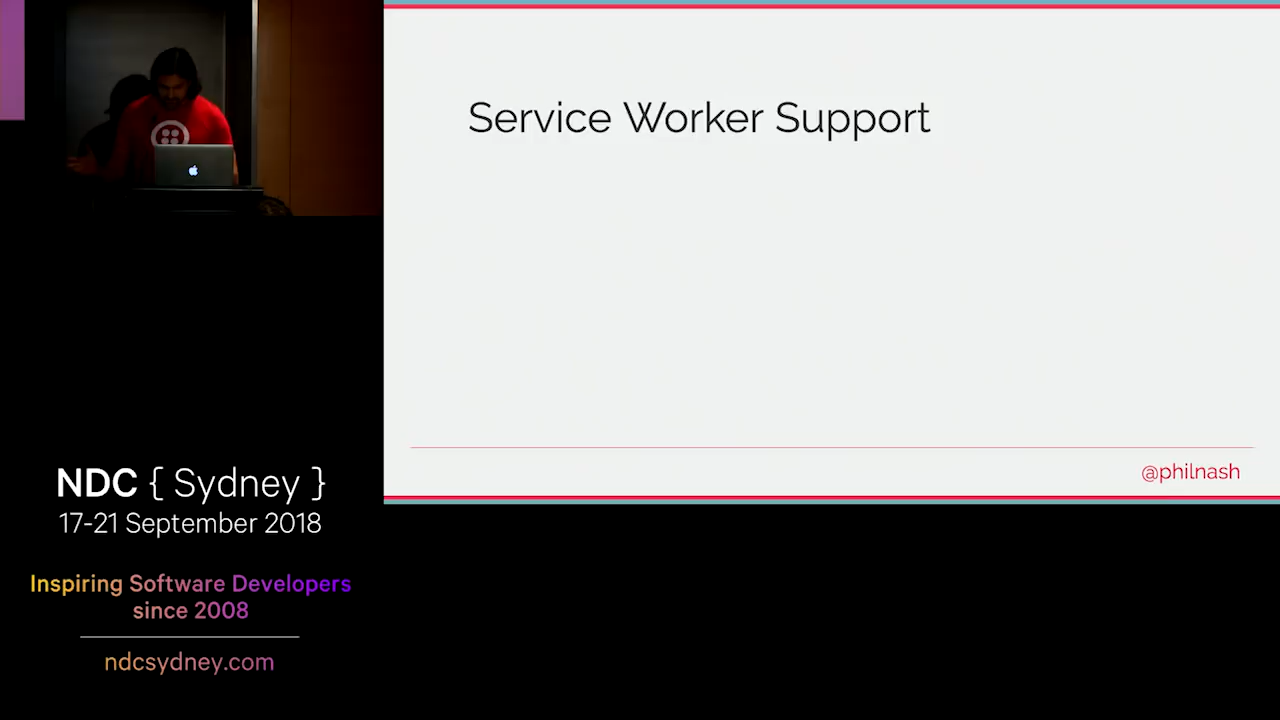 Service Worker Support
@philnash
NDC { Sydney }
17-21 September 2018
Inspiring Software Developers
since 2008
ndcsydney.com